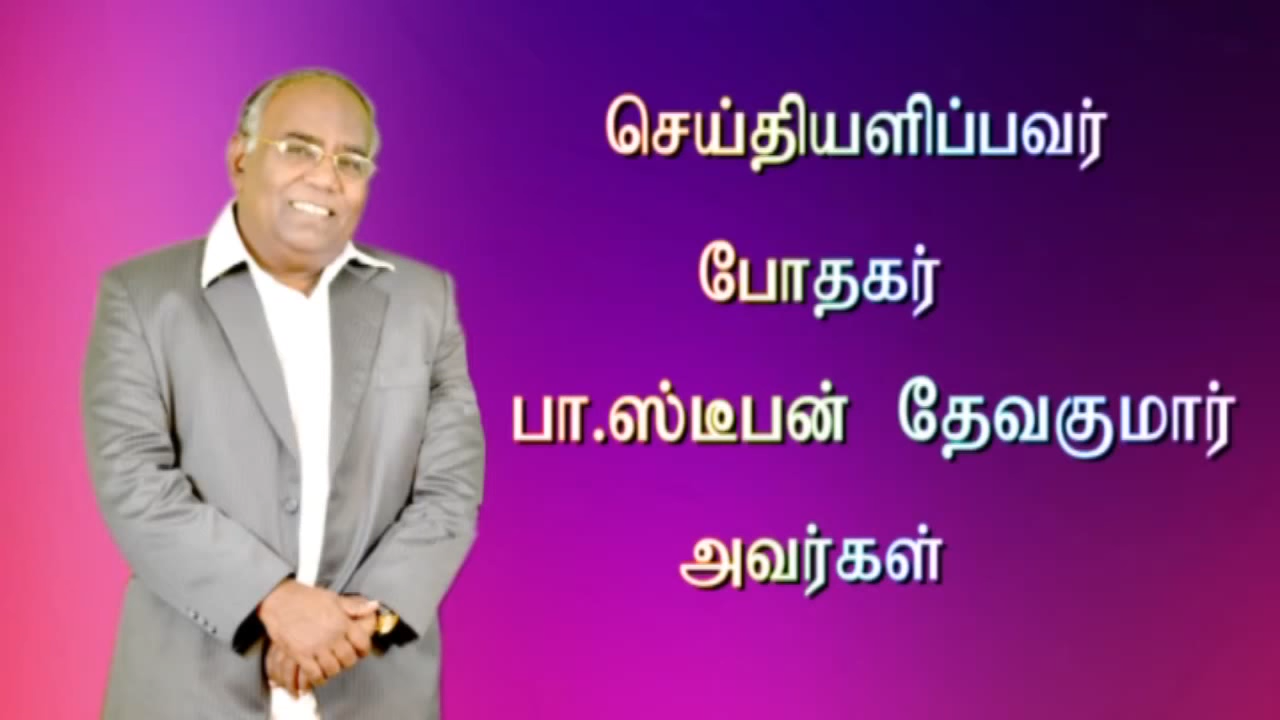 செய்தியளிப்பவர்
போதகர்
பா.ஸ்டீபன் தேவகுமார்
அவர்கள்